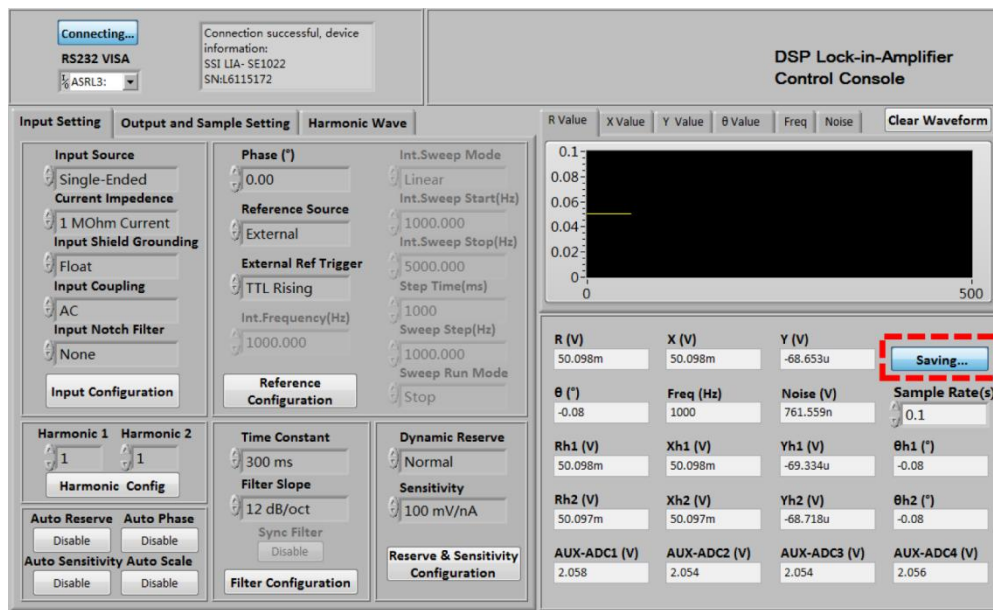 Connecting...
RS232 VISA
ASRL3:
Connection successful, device
information:
SSI LIA- SE1022
SN:L6115172
DSP Lock-in-Amplifier
Control Console
Input Setting
Output and Sample Setting
Harmonic Wave
Input Source
Single-Ended
Current Impedence
1 MOhm Current
Input Shield Grounding
Float
Input Coupling
AC
Input Notch Filter
None
Input Configuration
Phase (°)
0.00
Reference Source
External
External Ref Trigger
TTL Rising
Int.Frequency(Hz)
1000.000
Reference
Configuration
Int.Sweep Mode
Linear
Int.Sweep Start(Hz)
1000.000
Int.Sweep Stop(Hz)
5000.000
Step Time(ms)
1000
Sweep Step(Hz)
1000.000
Sweep Run Mode
Stop
Harmonic 1 Harmonic 2
1 1
Harmonic Config
Auto Reserve Auto Phase
Disable Disable
Auto Sensitivity Auto Scale
Disable Disable
Time Constant
300 ms
Filter Slope
12 dB/oct
Sync Filter
Disable
Filter Configuration
Dynamic Reserve
Normal
Sensitivity
100 mV/nA
Reserve & Sensitivity
Configuration
R Value X Value Y Value θ Value Freq Noise Clear Waveform
0.1
0.08
0.06
0.04
0.02
0
0 500
R (V) X (V) Y (V)
50.098m 50.098m -68.653u Saving...
θ (°) Freq (Hz) Noise (V) Sample Rate(s)
-0.08 1000 761.559n 0.1
Rh1 (V) Xh1 (V) Yh1 (V) θh1 (°)
50.098m 50.098m -69.334u -0.08
Rh2 (V) Xh2 (V) Yh2 (V) θh2 (°)
50.097m 50.097m -68.718u -0.08
AUX-ADC1 (V) AUX-ADC2 (V) AUX-ADC3 (V) AUX-ADC4 (V)
2.058 2.054 2.054 2.056